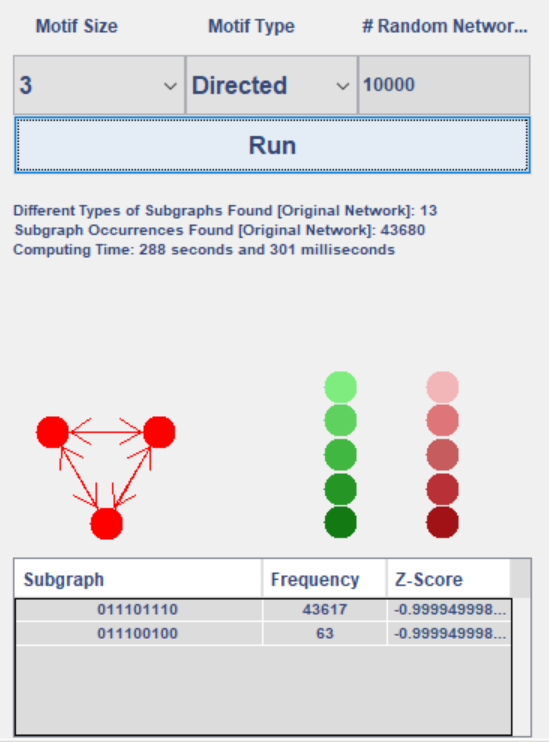 Motif Size Motif Type # Random Networ...
3 Directed 10000
Run
Different Types of Subgraphs Found [Original Network]: 13
Subgraph Occurrences Found [Original Network]: 43680
Computing Time: 288 seconds and 301 milliseconds
Subgraph Frequency Z-Score
011101110 43617 -0.999949998...
011100100 63 -0.999949998...